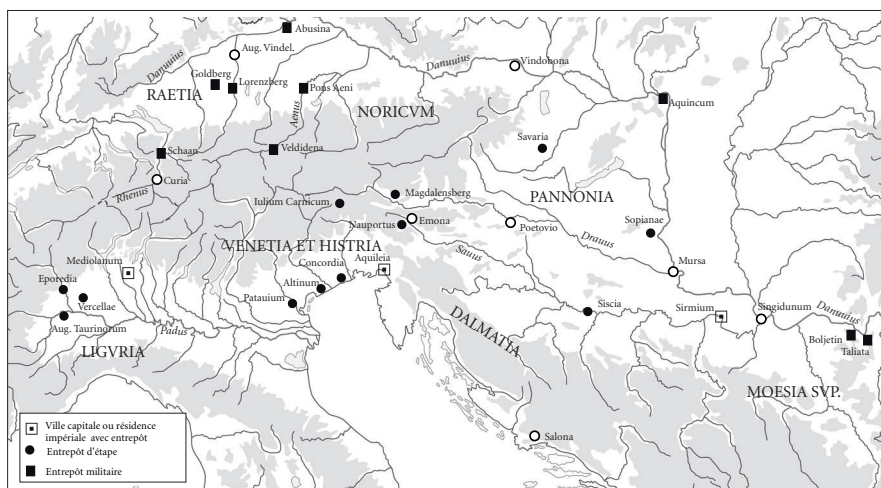 Abusina
Aug. Vindel.
Danuuius
Danuuius
Vindobona
Goldberg
Lorenzberg
Pons Aeni
RAETIA
Aenus
NORICVM
Aquincum
Savaria
Schaan
Veldidena
Curia
Rhenus
Magdalensberg
Iulium Carnicum
PANNONIA
Nauportus
Emona
Poetovio
Sopianae
Drauus
VENETIA ET HISTRIA
Sauus
Mediolanum
Concordia
Aquileia
Mursa
Eporedia
Altinum
Vercellae
Patauium
Siscia
Sirmium
Singidunum
Danuuius
Aug. Taurinorum
Padus
DALMATIA
Boljetin
Taliata
LIGVRIA
MOESIA SVP.
Ville capitale ou résidence
impériale avec entrepôt
Entrepôt d'étape
Entrepôt militaire
Salona